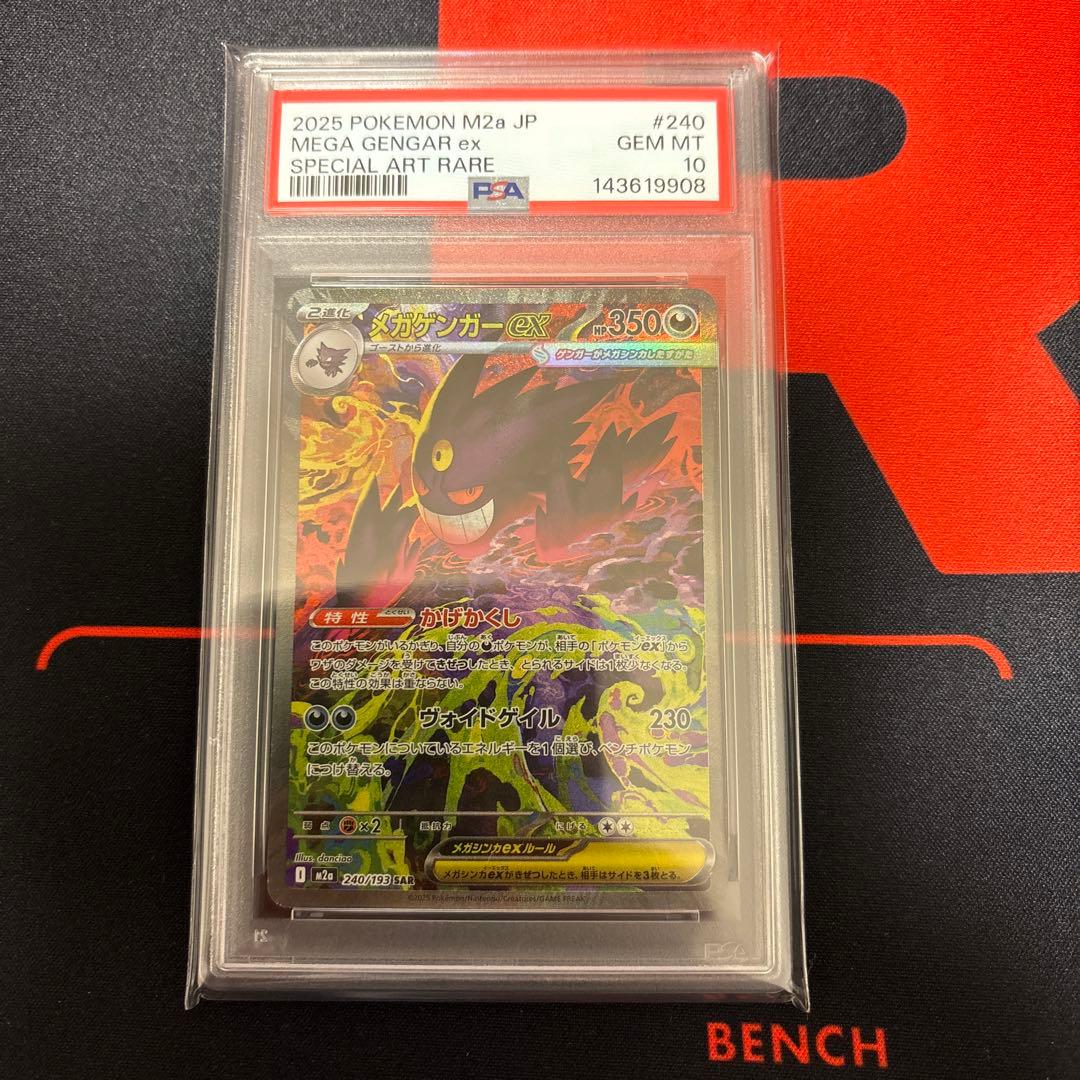 2025 POKEMON M2a JP #240
MEGA GENGAR ex GEM MT
SPECIAL ART RARE 10
PSA 143619908
2進化 メガゲンガーex HP350
ゴーストから進化 ゲンガーがメガシンカしたすがた
特性 とくせい かげかくし
このポケモンがいるかぎり、自分のポケモンが、相手の「ポケモンex」から
ワザのダメージを受けてきぜつしたとき、とられるサイドは1枚少なくなる。
この特性の効果は重ならない。
ヴォイドゲイル 230
このポケモンについているエネルギーを1個選び、ベンチポケモン
につけ替える。
弱点 ×2 抵抗力 にげる
メガシンカexルール
メガシンカexがきぜつしたとき、相手はサイドを3枚とる。
Illus. danciao
I m2a 240/193 SAR
©2025 Pokémon/Nintendo/Creatures/GAME FREAK
PSA
BENCH